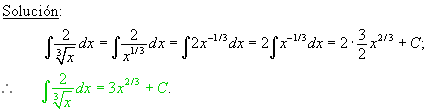 Solución:
∫ 2/∛x dx = ∫ 2/x^{1/3} dx = ∫ 2x^{-1/3} dx = 2∫ x^{-1/3} dx = 2 · 3/2 x^{2/3} + C;
∴ ∫ 2/∛x dx = 3x^{2/3} + C.